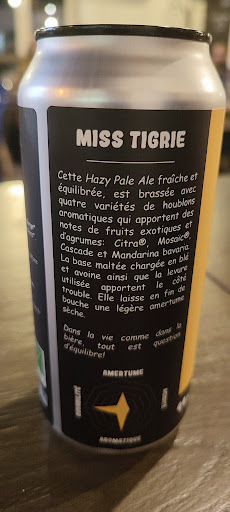 MISS TIGRIE
Cette Hazy Pale Ale fraîche et
équilibrée, est brassée avec
quatre variétés de houblons
aromatiques qui apportent des
notes de fruits exotiques et
d'agrumes: Citra®, Mosaic®,
Cascade et Mandarina bavaria.
La base maltée chargée en blé
et avoine ainsi que la levure
utilisée apportent le côté
trouble. Elle laisse en fin de
bouche une légère amertume
sèche.
Dans la vie comme dans la
bière, tout est question
d'équilibre!
AMERTUME
AROMATIQUE